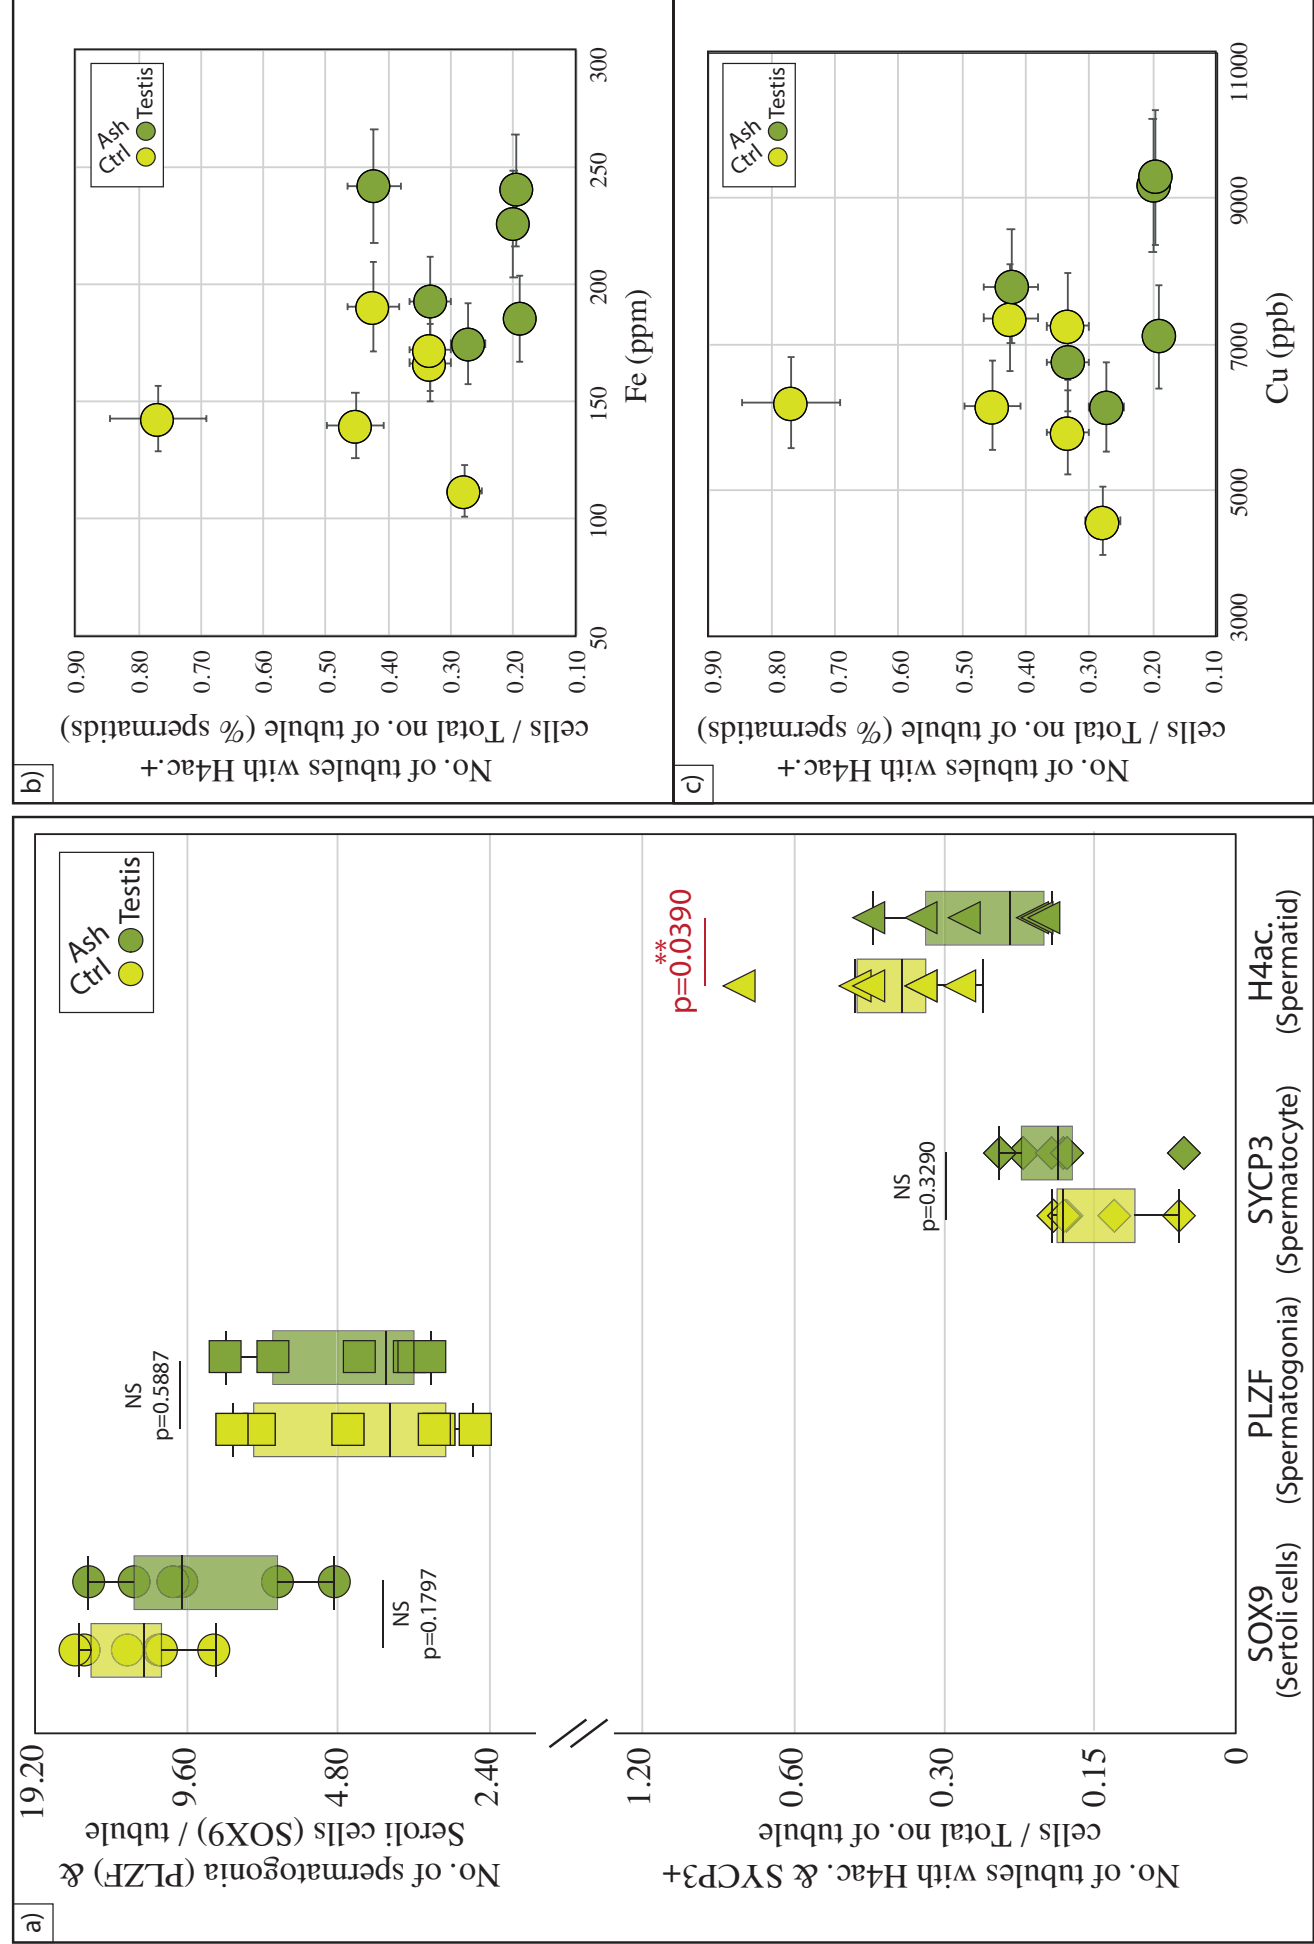 a)
No. of spermatogonia (PLZF) &
Seroli cells (SOX9) / tubule
No. of tubules with H4ac. & SYCP3+
cells / Total no. of tubule
19.20
9.60
4.80
2.40
1.20
0.60
0.30
0.15
0
Ctrl
Ash
Testis
NS
p=0.1797
NS
p=0.5887
NS
p=0.3290
**
p=0.0390
SOX9
(Sertoli cells)
PLZF
(Spermatogonia)
SYCP3
(Spermatocyte)
H4ac.
(Spermatid)
b)
No. of tubules with H4ac.+
cells / Total no. of tubule (% spermatids)
0.90
0.80
0.70
0.60
0.50
0.40
0.30
0.20
0.10
Ctrl
Ash
Testis
50
100
150
200
250
300
Fe (ppm)
c)
No. of tubules with H4ac.+
cells / Total no. of tubule (% spermatids)
0.90
0.80
0.70
0.60
0.50
0.40
0.30
0.20
0.10
Ctrl
Ash
Testis
3000
5000
7000
9000
11000
Cu (ppb)